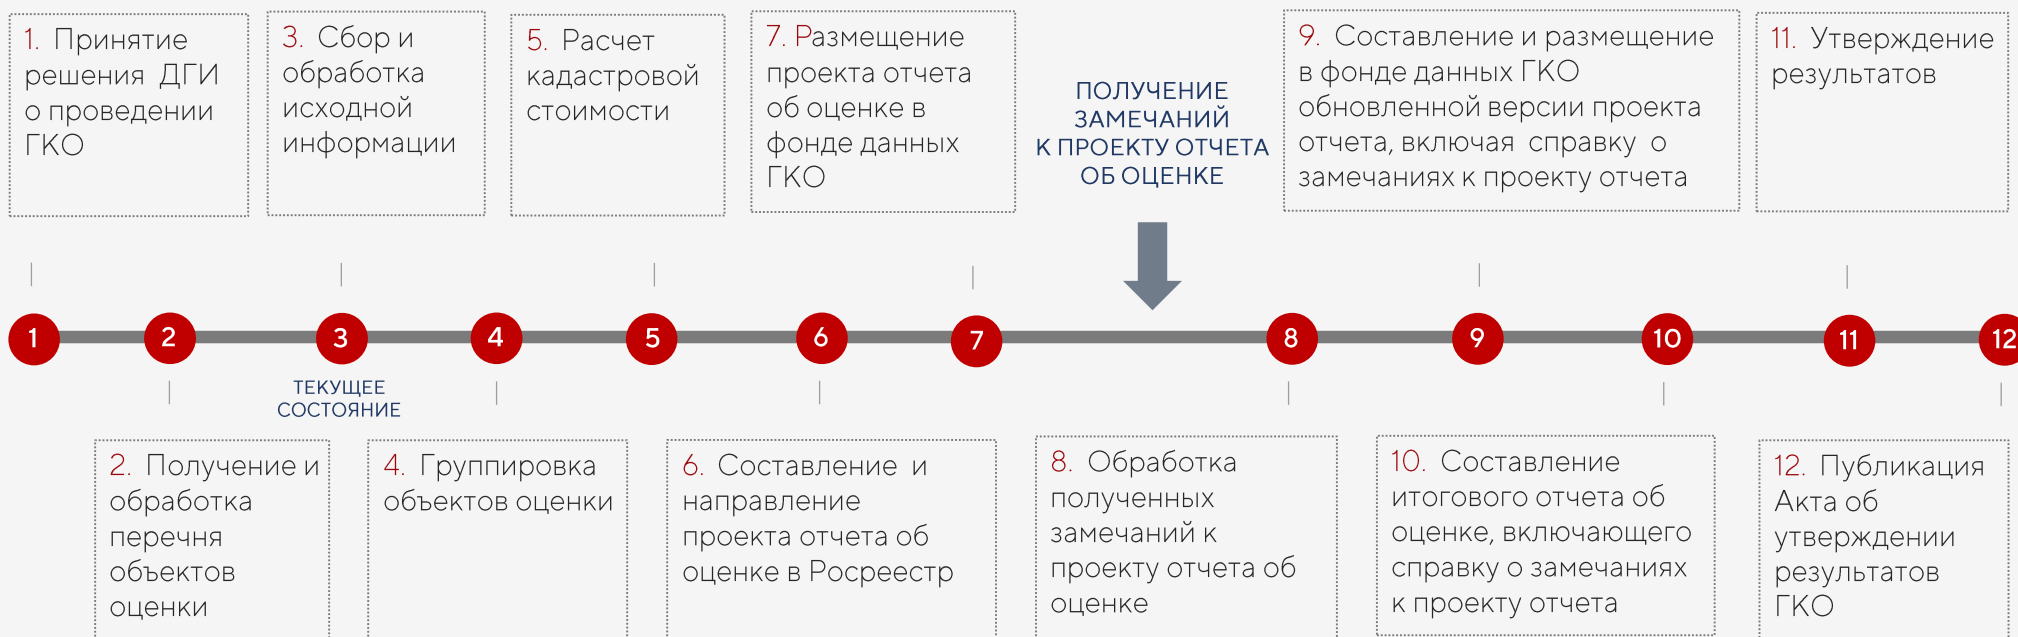 1. Принятие
решения ДГИ
о проведении
ГКО
3. Сбор и
обработка
исходной
информации
5. Расчет
кадастровой
стоимости
7. Размещение
проекта отчета
об оценке в
фонде данных
ГКО
ПОЛУЧЕНИЕ
ЗАМЕЧАНИЙ
К ПРОЕКТУ ОТЧЕТА
ОБ ОЦЕНКЕ
9. Составление и размещение
в фонде данных ГКО
обновленной версии проекта
отчета, включая справку о
замечаниях к проекту отчета
11. Утверждение
результатов
1
2
3
4
5
6
7
8
9
10
11
12
ТЕКУЩЕЕ
СОСТОЯНИЕ
2. Получение и
обработка
перечня
объектов
оценки
4. Группировка
объектов оценки
6. Составление и
направление
проекта отчета об
оценке в Росреестр
8. Обработка
полученных
замечаний к
проекту отчета об
оценке
10. Составление
итогового отчета об
оценке, включающего
справку о замечаниях
к проекту отчета
12. Публикация
Акта об
утверждении
результатов
ГКО